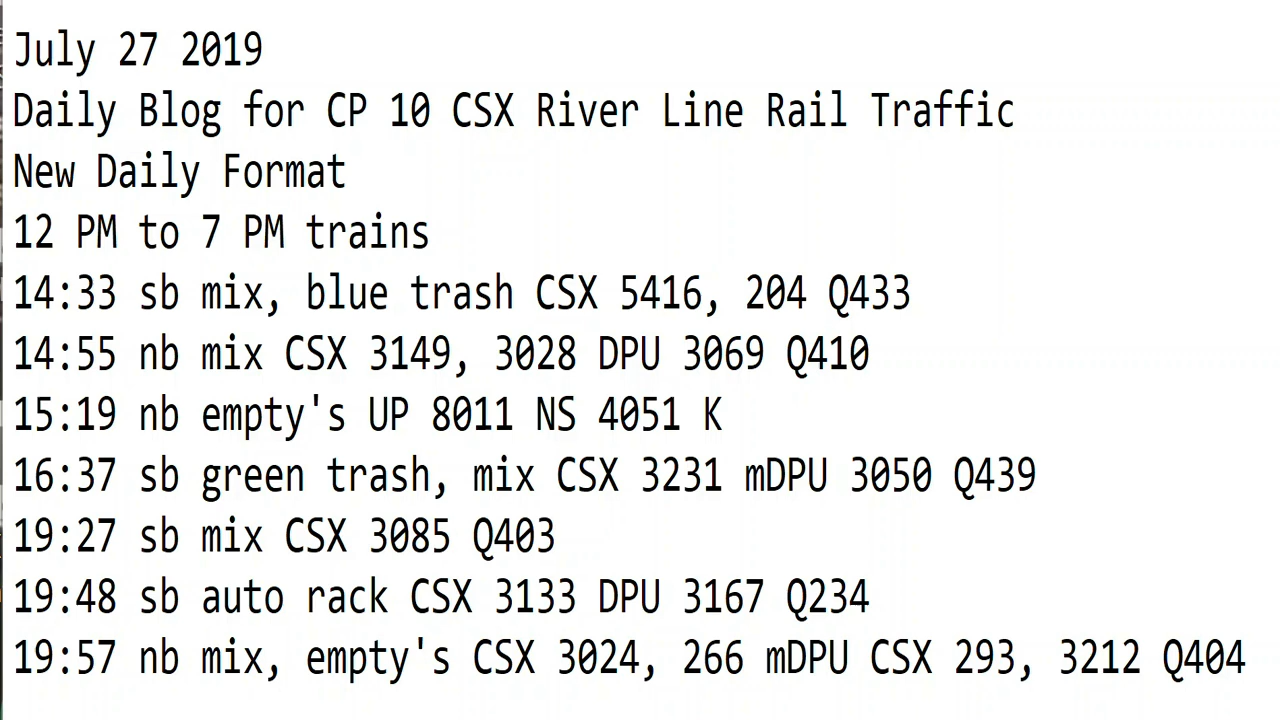 July 27 2019
Daily Blog for CP 10 CSX River Line Rail Traffic
New Daily Format
12 PM to 7 PM trains
14:33 sb mix, blue trash CSX 5416, 204 Q433
14:55 nb mix CSX 3149, 3028 DPU 3069 Q410
15:19 nb empty's UP 8011 NS 4051 K
16:37 sb green trash, mix CSX 3231 mDPU 3050 Q439
19:27 sb mix CSX 3085 Q403
19:48 sb auto rack CSX 3133 DPU 3167 Q234
19:57 nb mix, empty's CSX 3024, 266 mDPU CSX 293, 3212 Q404